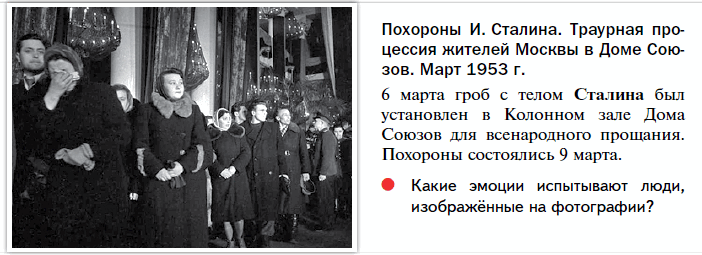 Похороны И. Сталина. Траурная про-
цессия жителей Москвы в Доме Сою-
зов. Март 1953 г.
6 марта гроб с телом Сталина был
установлен в Колонном зале Дома
Союзов для всенародного прощания.
Похороны состоялись 9 марта.
Какие эмоции испытывают люди,
изображённые на фотографии?